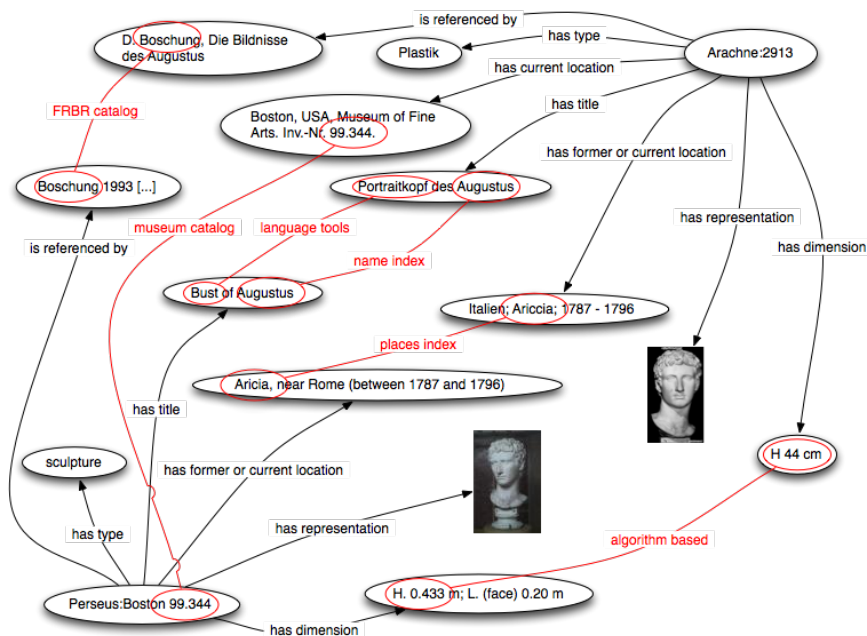 is referenced by
D. Boschung, Die Bildnisse
des Augustus
Plastik
has type
Arachne:2913
has current location
FRBR catalog
Boston, USA, Museum of Fine
Arts. Inv.-Nr. 99.344.
has title
has former or current location
Boschung 1993 [...]
Portraitkopf des Augustus
museum catalog
language tools
has representation
is referenced by
name index
has dimension
Bust of Augustus
Italien; Ariccia; 1787 - 1796
places index
Aricia, near Rome (between 1787 and 1796)
has title
sculpture
has former or current location
H 44 cm
has type
has representation
algorithm based
Perseus:Boston 99.344
H. 0.433 m; L. (face) 0.20 m
has dimension